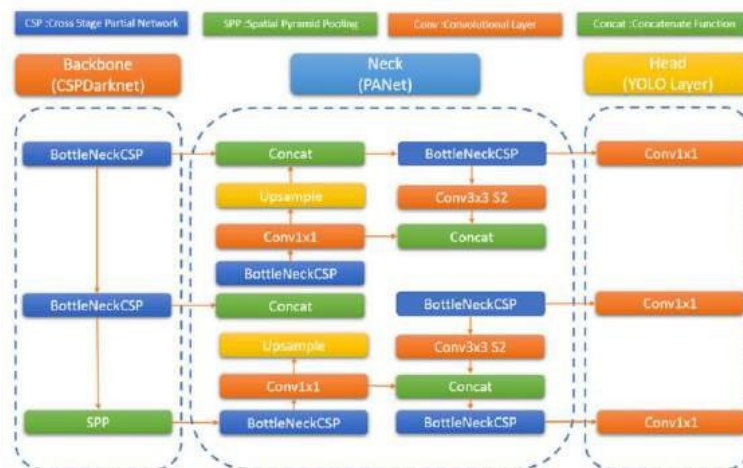 CSP :Cross Stage Partial Network
SPP :Spatial Pyramid Pooling
Conv :Convolutional Layer
Concat :Concatenate Function
Backbone
(CSPDarknet)
Neck
(PANet)
Head
(YOLO Layer)
BottleNeckCSP
Concat
BottleNeckCSP
Conv1x1
Upsample
Conv3x3 S2
Conv1x1
Concat
BottleNeckCSP
BottleNeckCSP
Concat
BottleNeckCSP
Conv1x1
Upsample
Conv3x3 S2
Conv1x1
Concat
SPP
BottleNeckCSP
BottleNeckCSP
Conv1x1